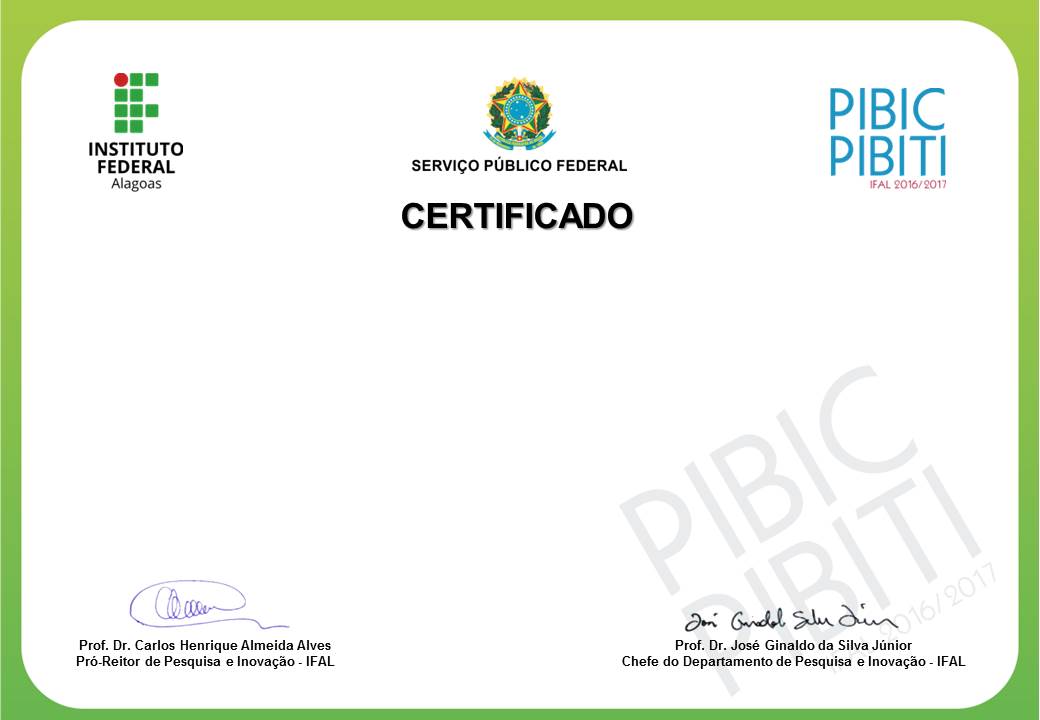 INSTITUTO
FEDERAL
Alagoas
SERVIÇO PÚBLICO FEDERAL
PIBIC
PIBITI
IFAL 2016/2017
CERTIFICADO
PIBIC
PIBITI
IFAL 2016/2017
José Ginaldo Silva Júnior
Prof. Dr. Carlos Henrique Almeida Alves
Pró-Reitor de Pesquisa e Inovação - IFAL
Prof. Dr. José Ginaldo da Silva Júnior
Chefe do Departamento de Pesquisa e Inovação - IFAL